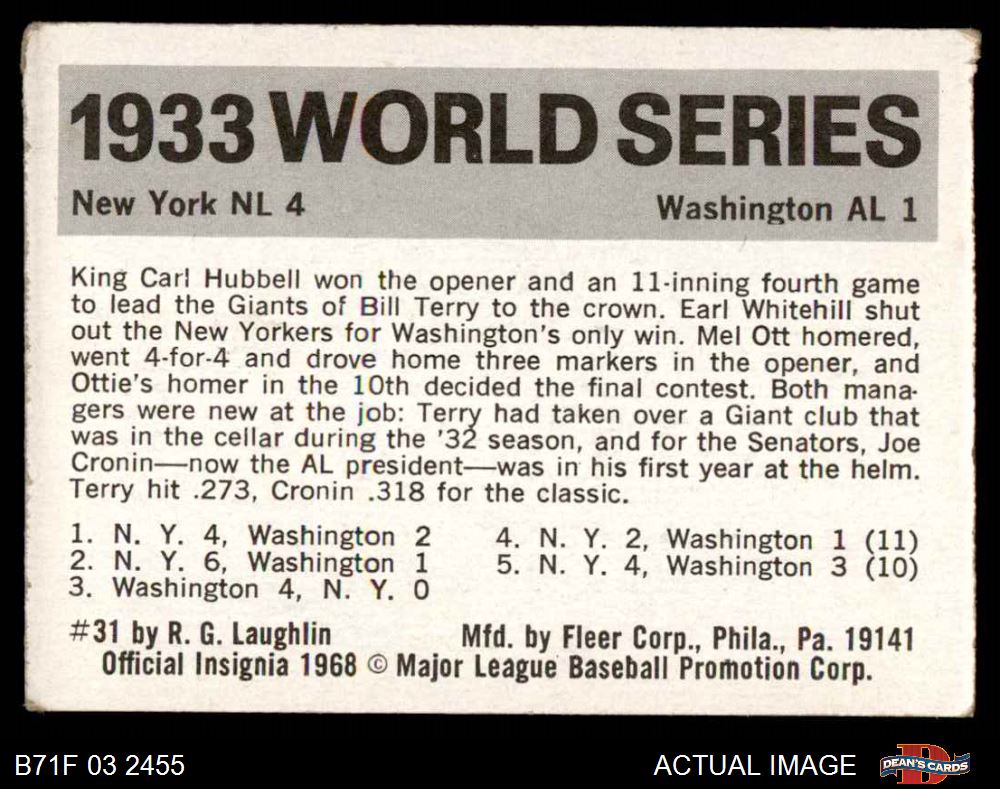 1933 WORLD SERIES
New York NL 4 Washington AL 1
King Carl Hubbell won the opener and an 11-inning fourth game
to lead the Giants of Bill Terry to the crown. Earl Whitehill shut
out the New Yorkers for Washington's only win. Mel Ott homered,
went 4-for-4 and drove home three markers in the opener, and
Ottie's homer in the 10th decided the final contest. Both mana-
gers were new at the job: Terry had taken over a Giant club that
was in the cellar during the '32 season, and for the Senators, Joe
Cronin—now the AL president—was in his first year at the helm.
Terry hit .273, Cronin .318 for the classic.
1. N. Y. 4, Washington 2
2. N. Y. 6, Washington 1
3. Washington 4, N. Y. 0
4. N. Y. 2, Washington 1 (11)
5. N. Y. 4, Washington 3 (10)
#31 by R. G. Laughlin Mfd. by Fleer Corp., Phila., Pa. 19141
Official Insignia 1968 © Major League Baseball Promotion Corp.
B71F 03 2455 ACTUAL IMAGE D DEAN'S CARDS